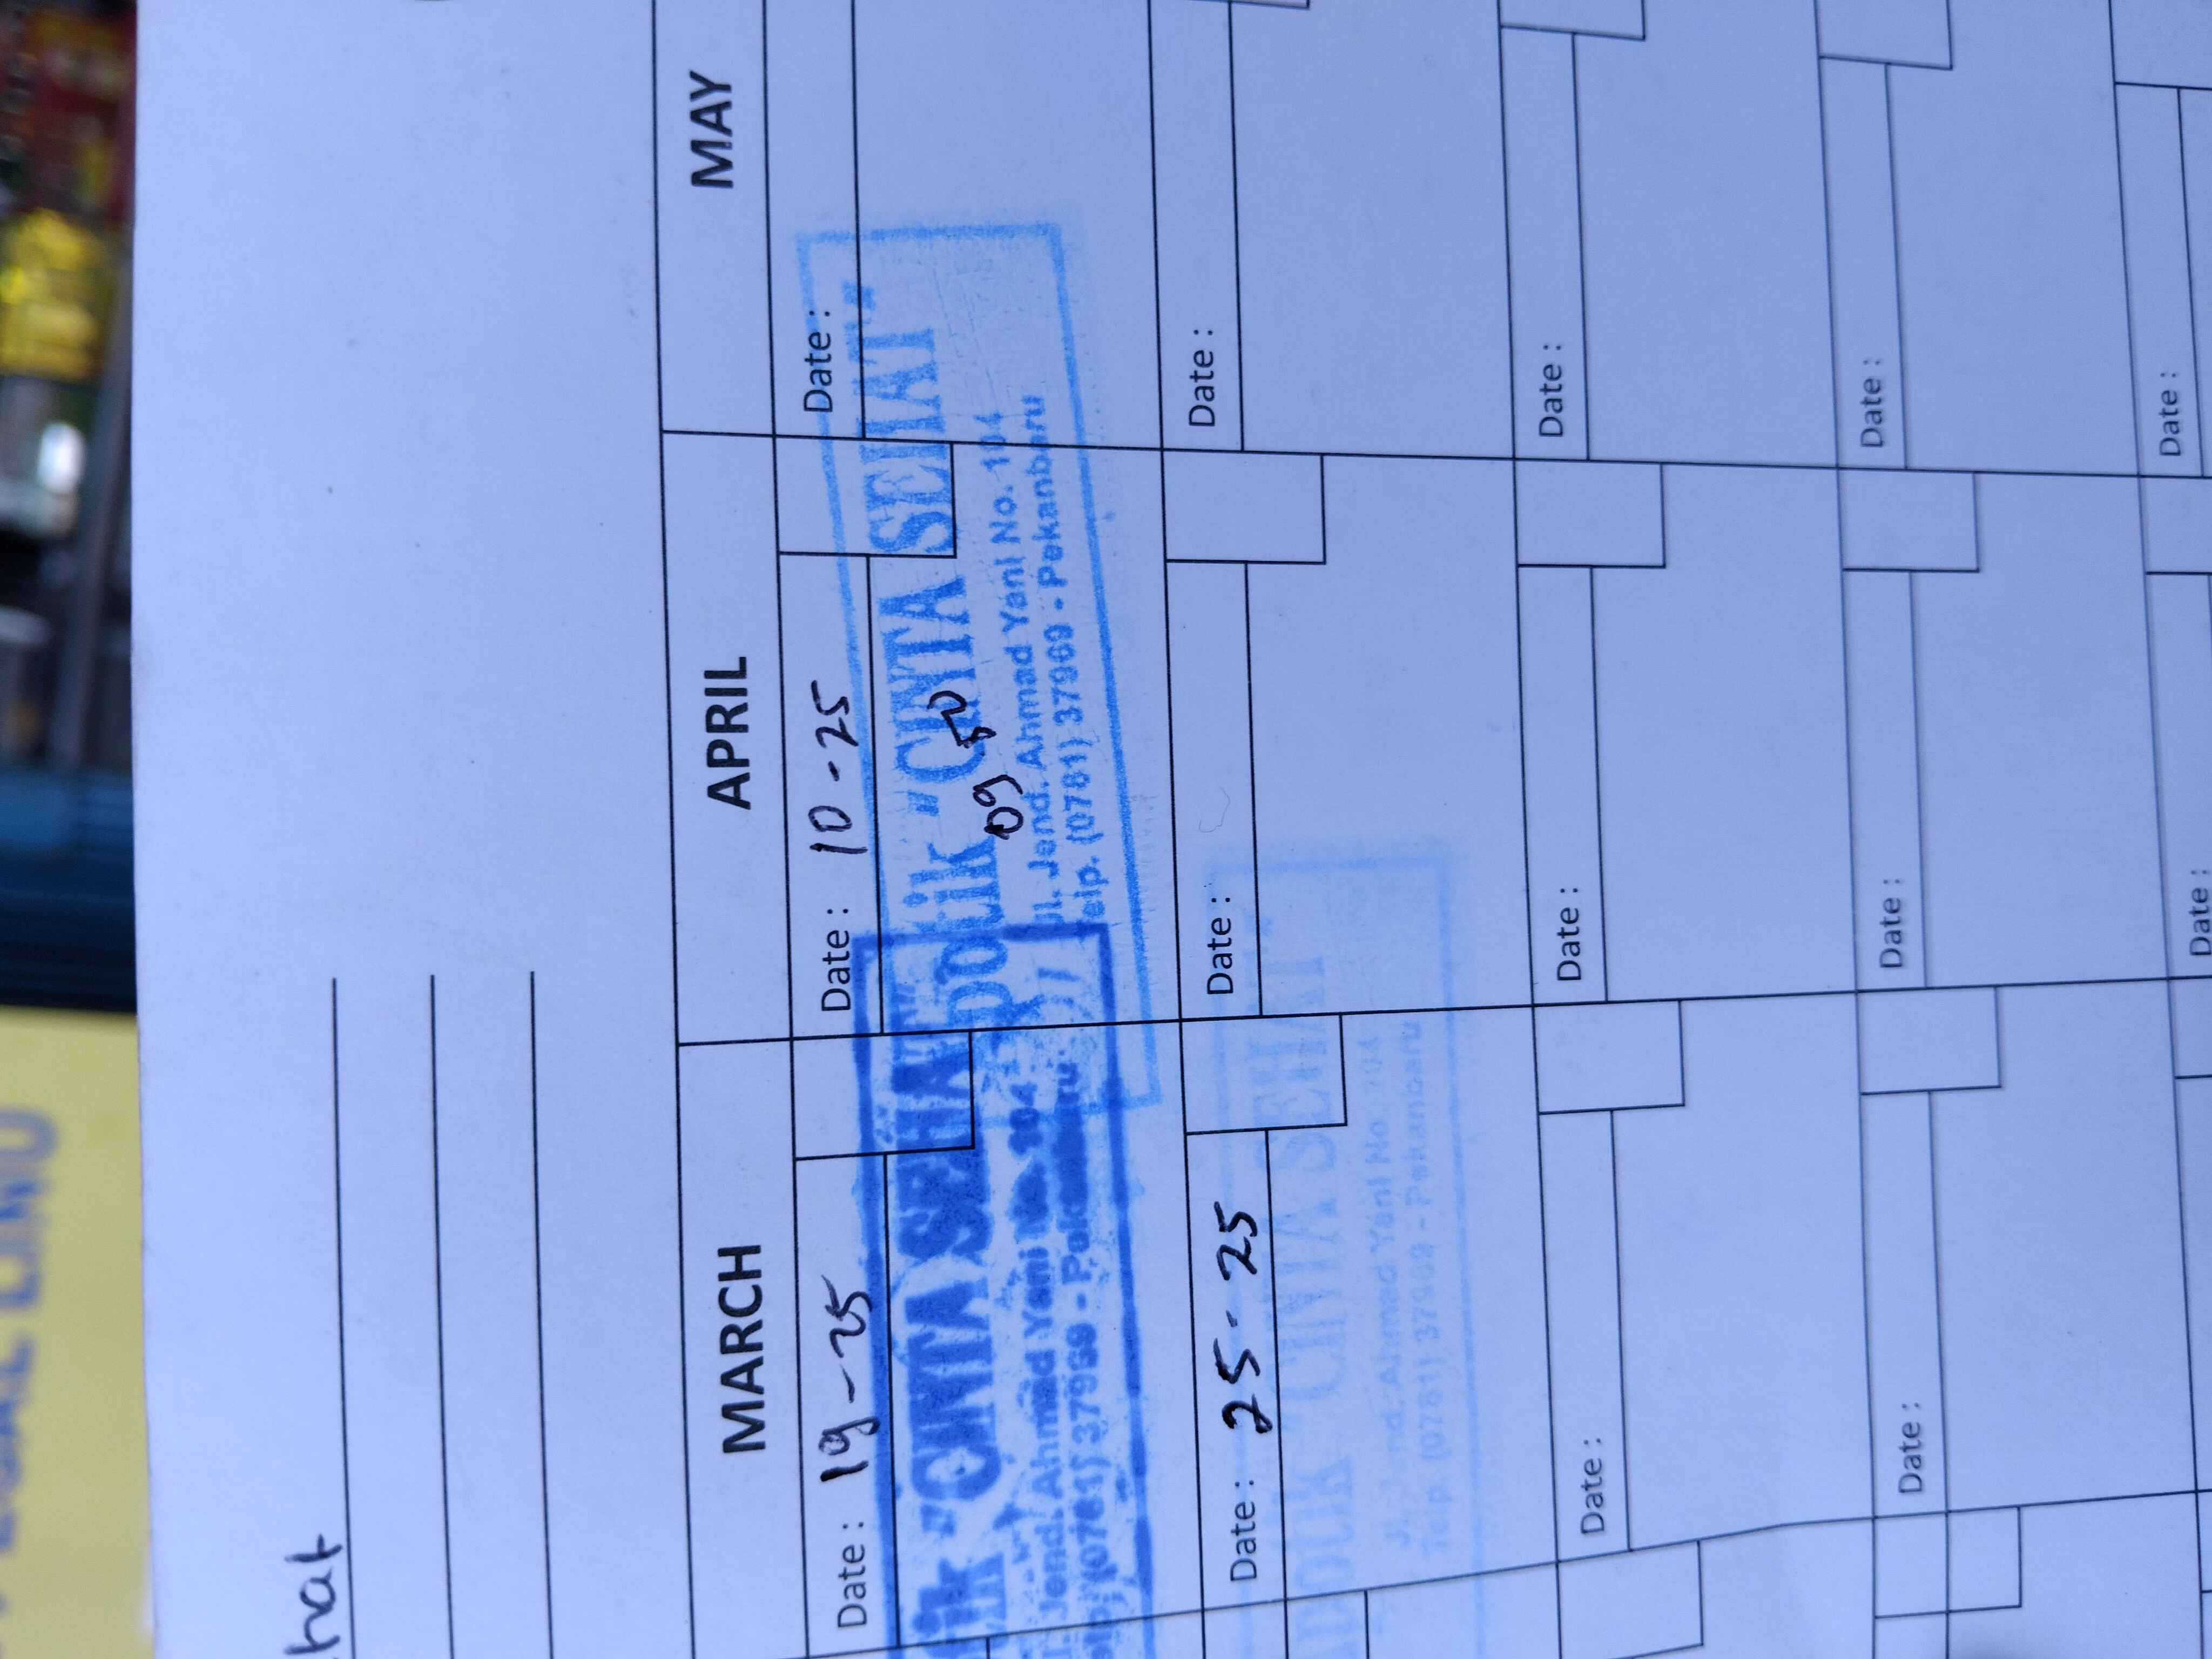 hat
MARCH
APRIL
MAY
Date : 19-25
Date : 10-25
Date :
"CINTA SEHAT"
Jend. Ahmad Yani No. 104
(0761) 37969 - Pekanbaru
"CINTA SEHAT"
Jl. Jend. Ahmad Yani No. 104
Telp. (0761) 37969 - Pekanbaru
09 50
Date : 25-25
Date :
Date :
"CINTA SEHAT"
Jl. Jend. Ahmad Yani No. 104
Telp. (0761) 37969 - Pekanbaru
Date :
Date :
Date :
Date :
Date :
Date :
Date :
Date :